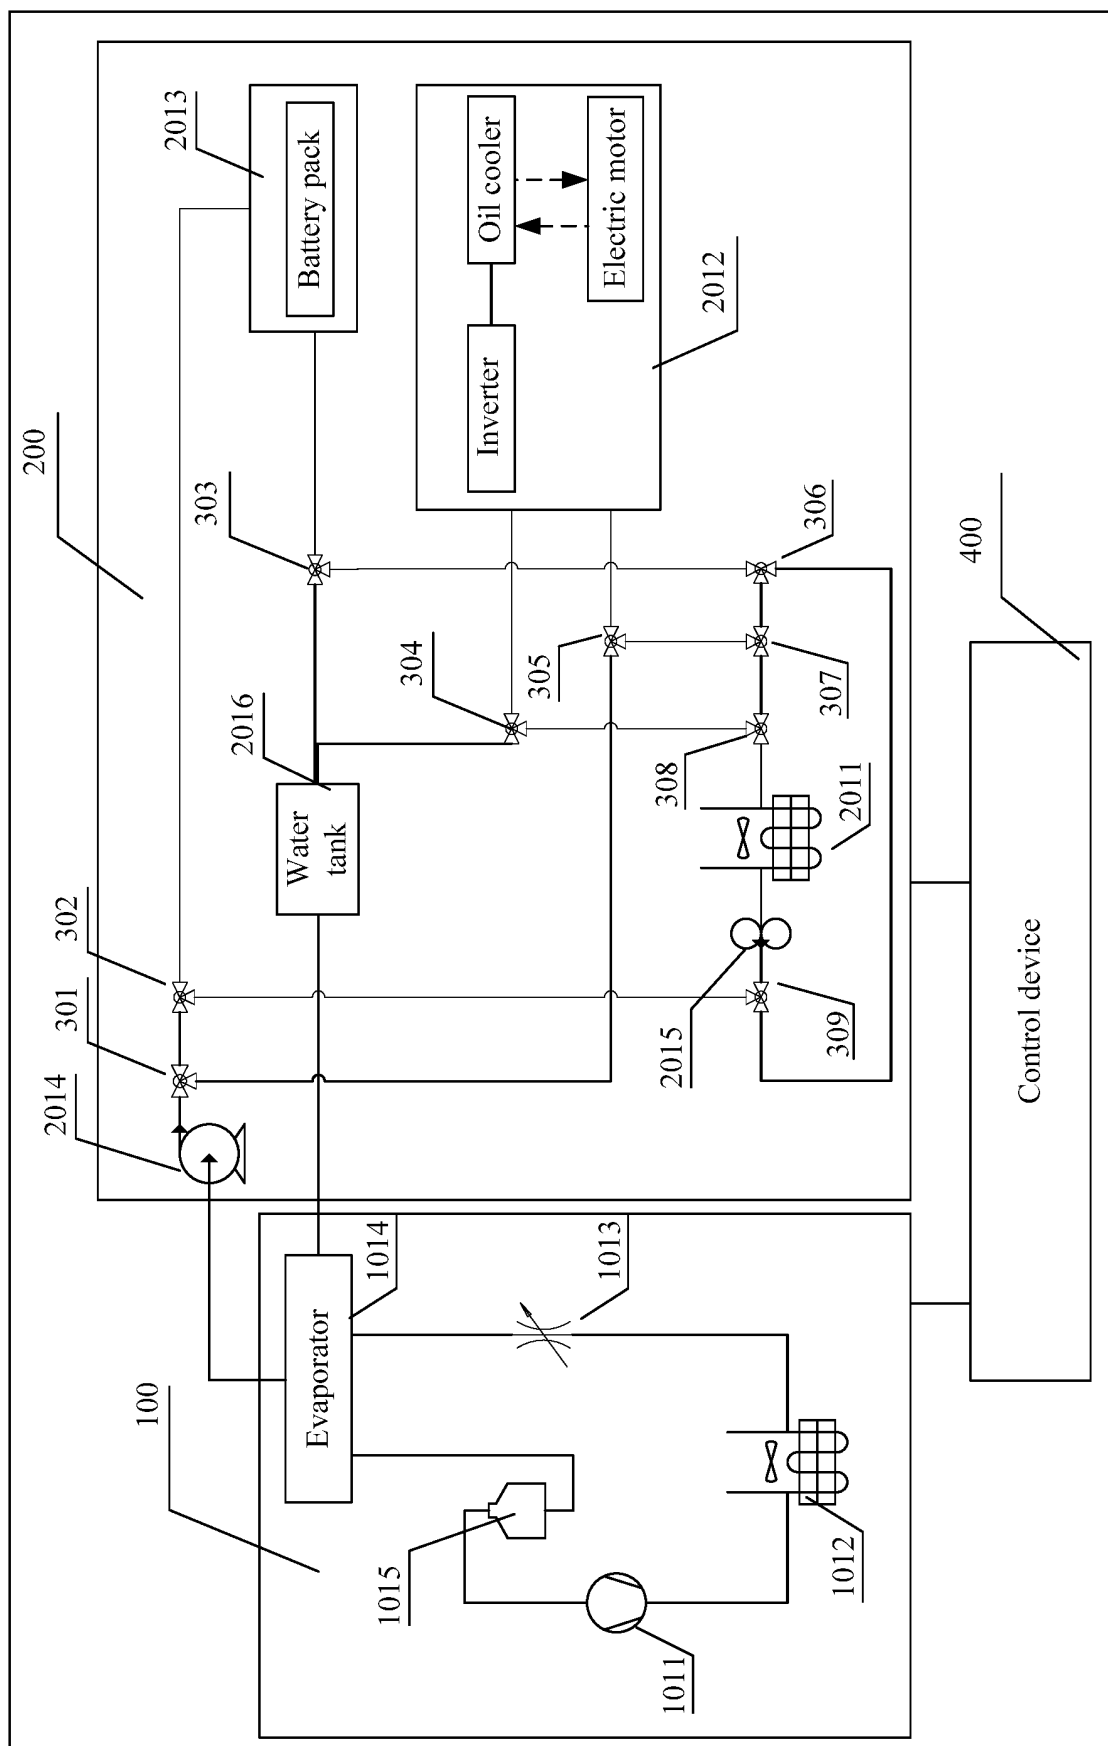 200
2013
Battery pack
Oil cooler
Electric motor
Inverter
2012
303
304
305
306
307
308
2016
Water
tank
302
301
2014
2015
2011
309
400
Control device
100
Evaporator
1014
1013
1015
1011
1012